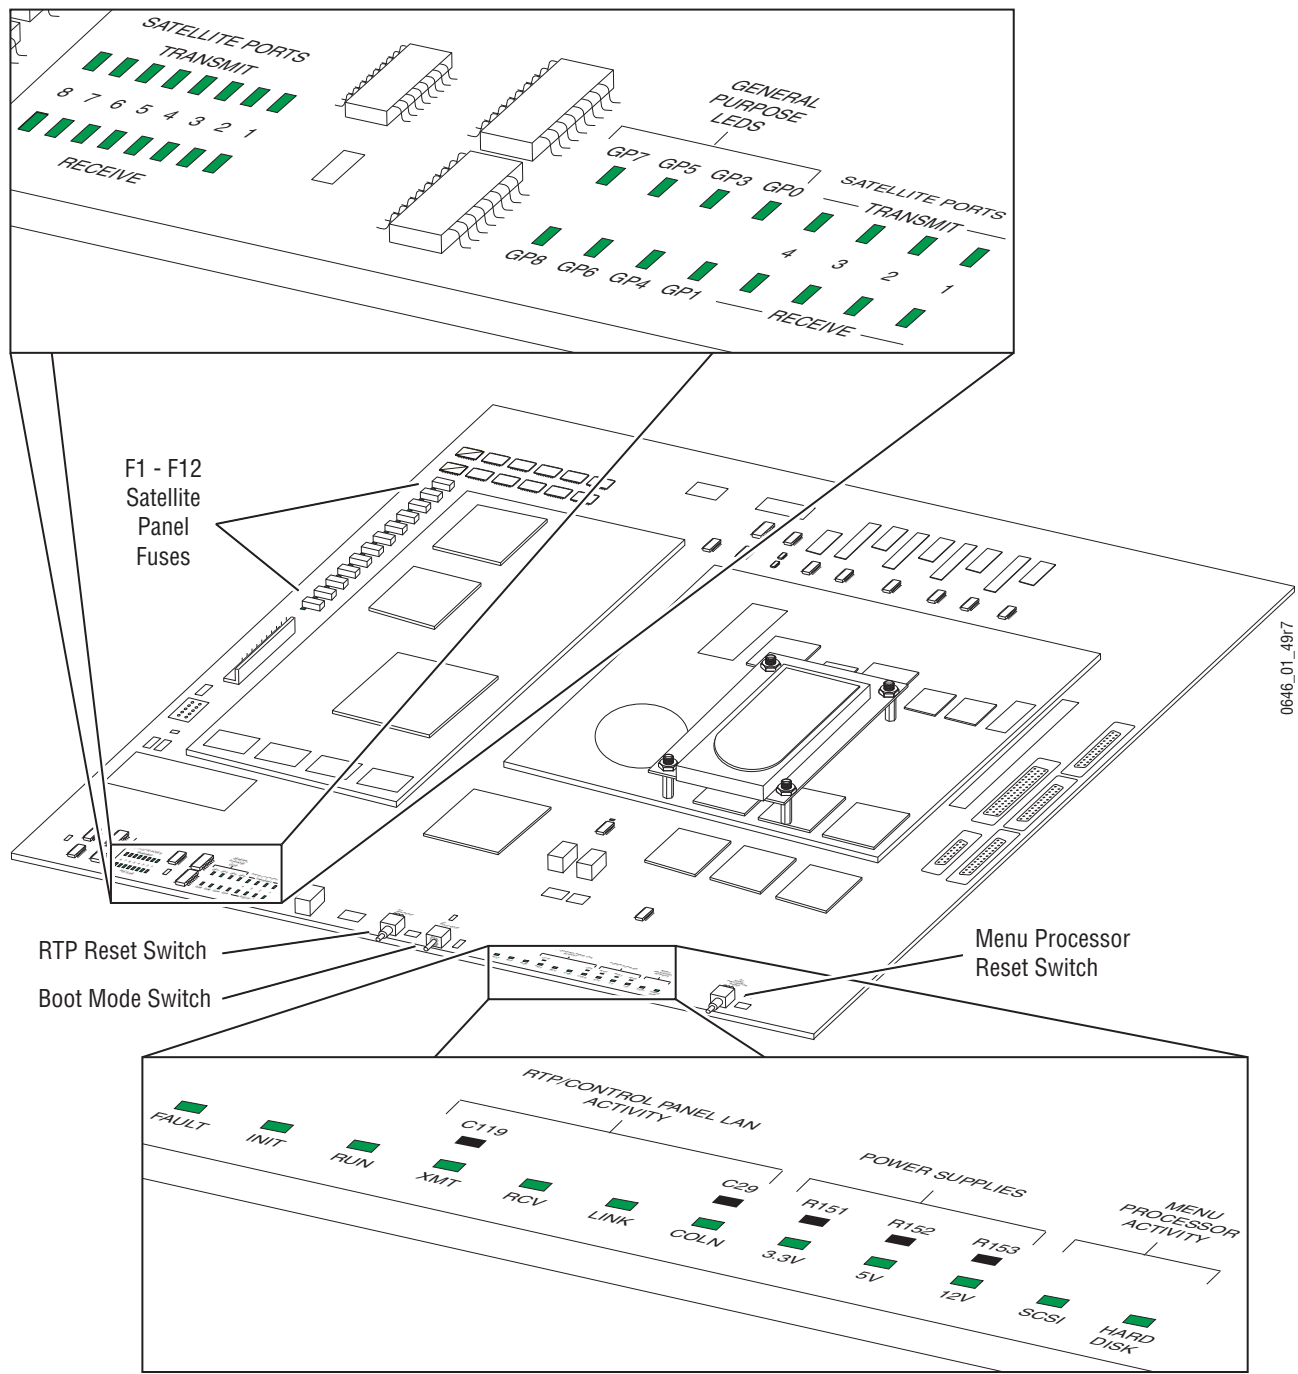 SATELLITE PORTS
TRANSMIT
8 7 6 5 4 3 2 1
RECEIVE
GENERAL
PURPOSE
LEDS
GP7 GP5 GP3 GP0
SATELLITE PORTS
TRANSMIT
4 3 2 1
GP8 GP6 GP4 GP1
RECEIVE
F1 - F12
Satellite
Panel
Fuses
0646_01_49r7
RTP Reset Switch
Boot Mode Switch
Menu Processor
Reset Switch
RTP/CONTROL PANEL LAN
ACTIVITY
POWER SUPPLIES
MENU
PROCESSOR
ACTIVITY
C119
C29
R151
R152
R153
FAULT
INIT
RUN
XMT
RCV
LINK
COLN
3.3V
5V
12V
SCSI
HARD
DISK